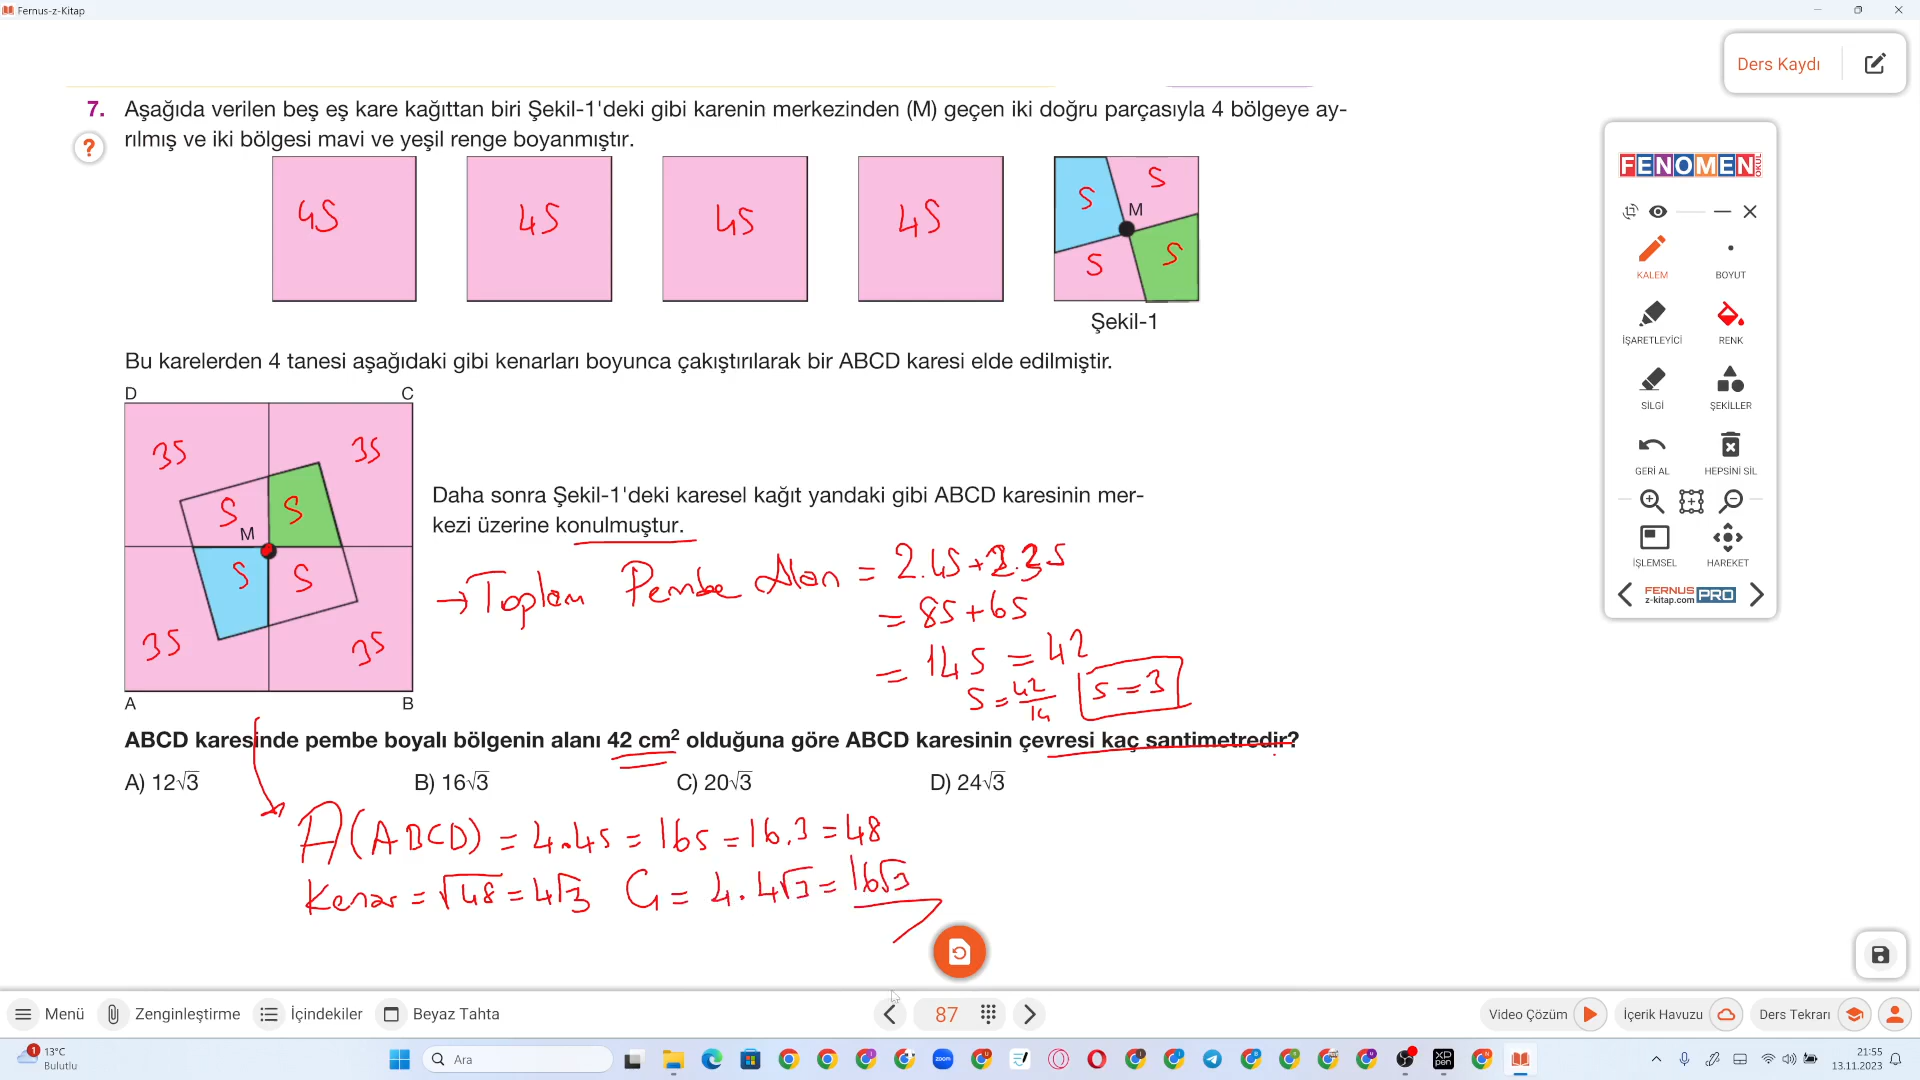 Fernus-z-Kitap
Ders Kaydı
7. Aşağıda verilen beş eş kare kağıttan biri Şekil-1'deki gibi karenin merkezinden (M) geçen iki doğru parçasıyla 4 bölgeye ay-
rılmış ve iki bölgesi mavi ve yeşil renge boyanmıştır.
?
4S 4S 4S 4S
S S
M
S S
Şekil-1
Bu karelerden 4 tanesi aşağıdaki gibi kenarları boyunca çakıştırılarak bir ABCD karesi elde edilmiştir.
D C
3S 3S
S S
M
S S
3S 3S
A B
Daha sonra Şekil-1'deki karesel kağıt yandaki gibi ABCD karesinin mer-
kezi üzerine konulmuştur.
→ Toplam Pembe Alan = 2.4S+2.3S
= 8S+6S
= 14S = 42
S = 42/14 S=3
ABCD karesinde pembe boyalı bölgenin alanı 42 cm² olduğuna göre ABCD karesinin çevresi kaç santimetredir?
A) 12√3 B) 16√3 C) 20√3 D) 24√3
A(ABCD) = 4.4S = 16S = 16.3 = 48
Kenar = √48 = 4√3 Ç = 4.4√3 = 16√3
FENOMEN OKUL
KALEM BOYUT
İŞARETLEYİCİ RENK
SİLGİ ŞEKİLLER
GERİ AL HEPSİNİ SİL
İŞLEMSEL HAREKET
FERNUS
z-kitap.com PRO
Menü Zenginleştirme İçindekiler Beyaz Tahta 87 Video Çözüm İçerik Havuzu Ders Tekrarı
1 13°C
Bulutlu
Ara
zoom
XP PEN
21:55
13.11.2023